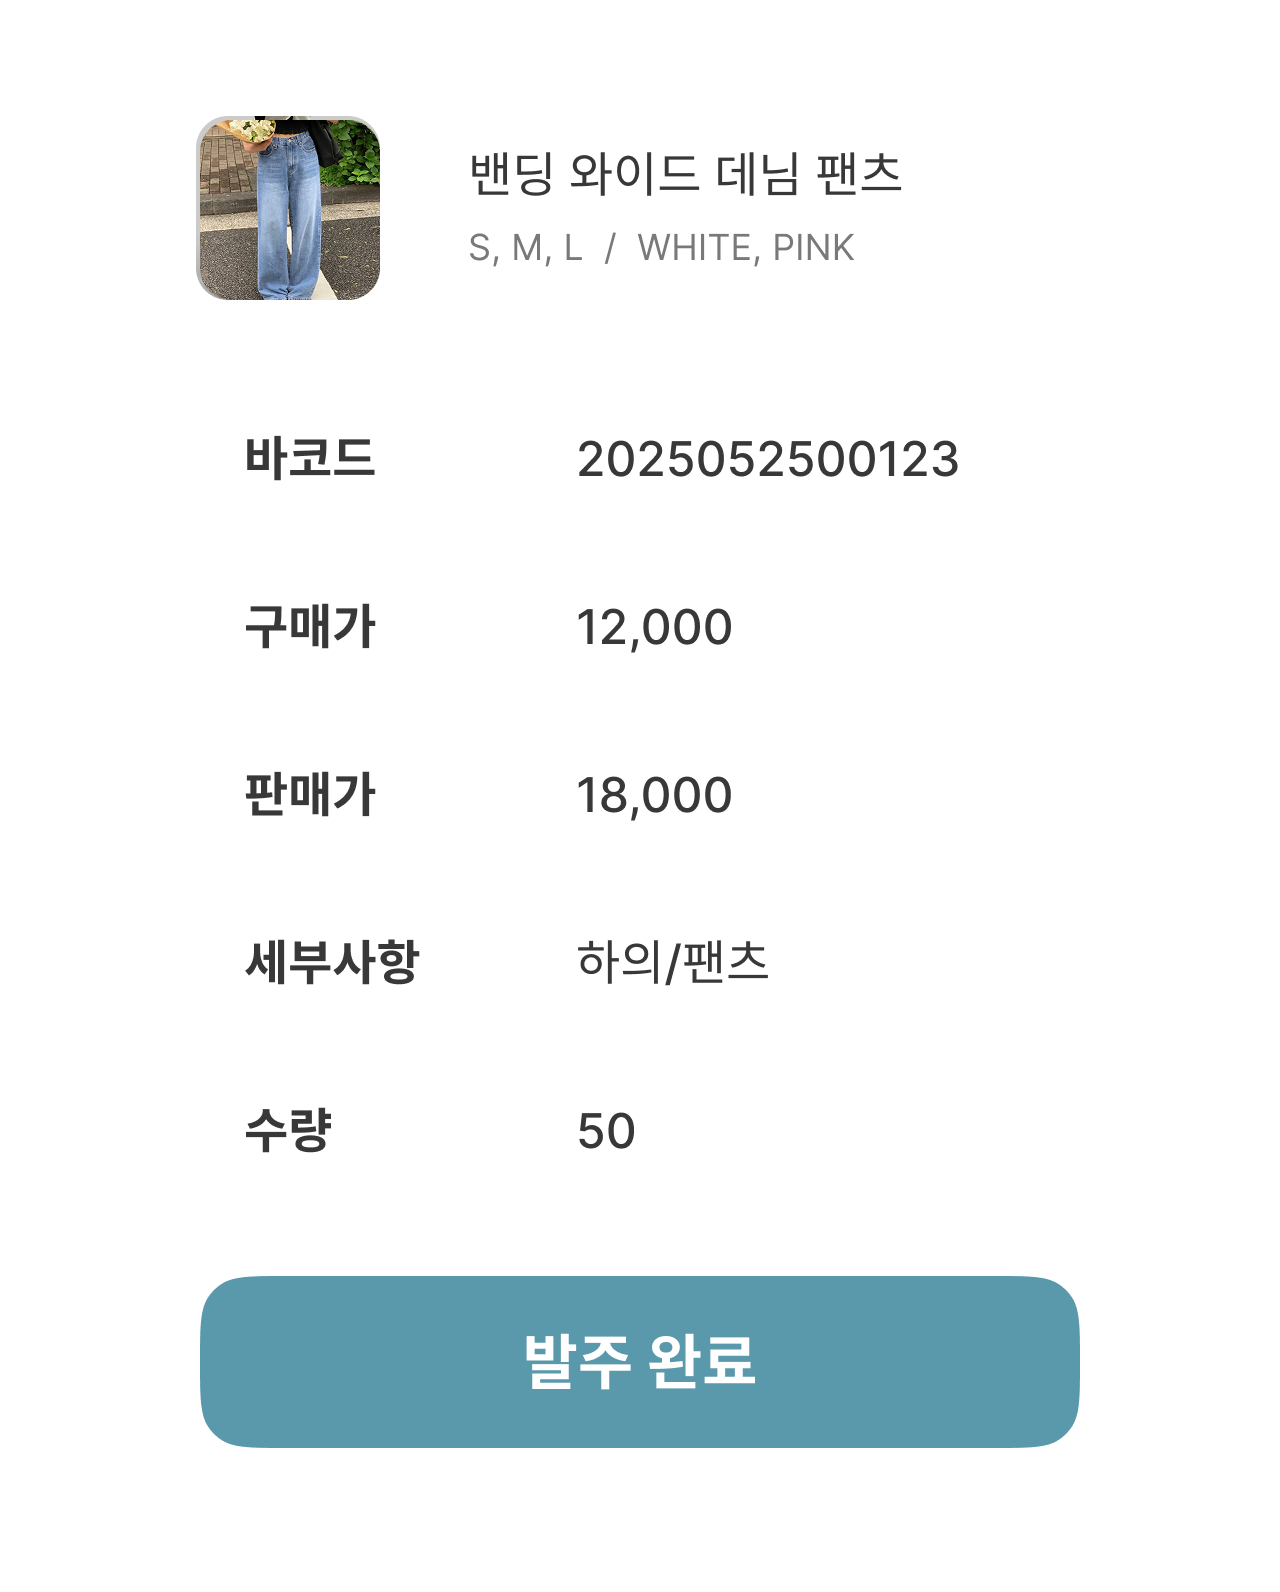 밴딩 와이드 데님 팬츠
S, M, L / WHITE, PINK
바코드 2025052500123
구매가 12,000
판매가 18,000
세부사항 하의/팬츠
수량 50
발주 완료